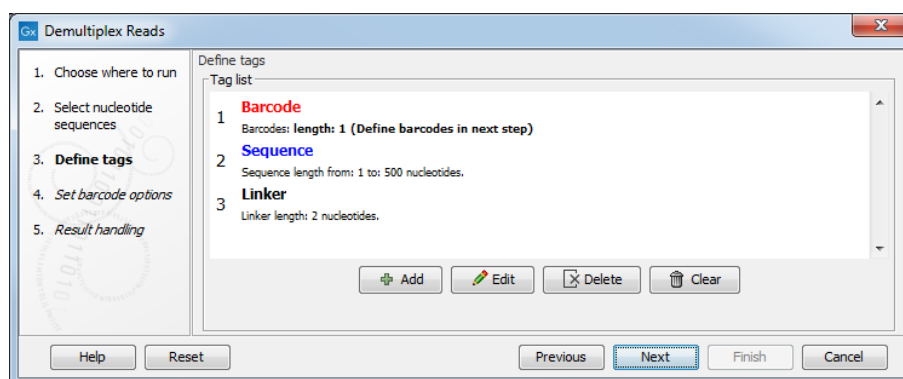 Gx Demultiplex Reads
X
1. Choose where to run
2. Select nucleotide
sequences
3. Define tags
4. Set barcode options
5. Result handling
Define tags
Tag list
1 Barcode
Barcodes: length: 1 (Define barcodes in next step)
2 Sequence
Sequence length from: 1 to: 500 nucleotides.
3 Linker
Linker length: 2 nucleotides.
Add Edit Delete Clear
Help Reset Previous Next Finish Cancel